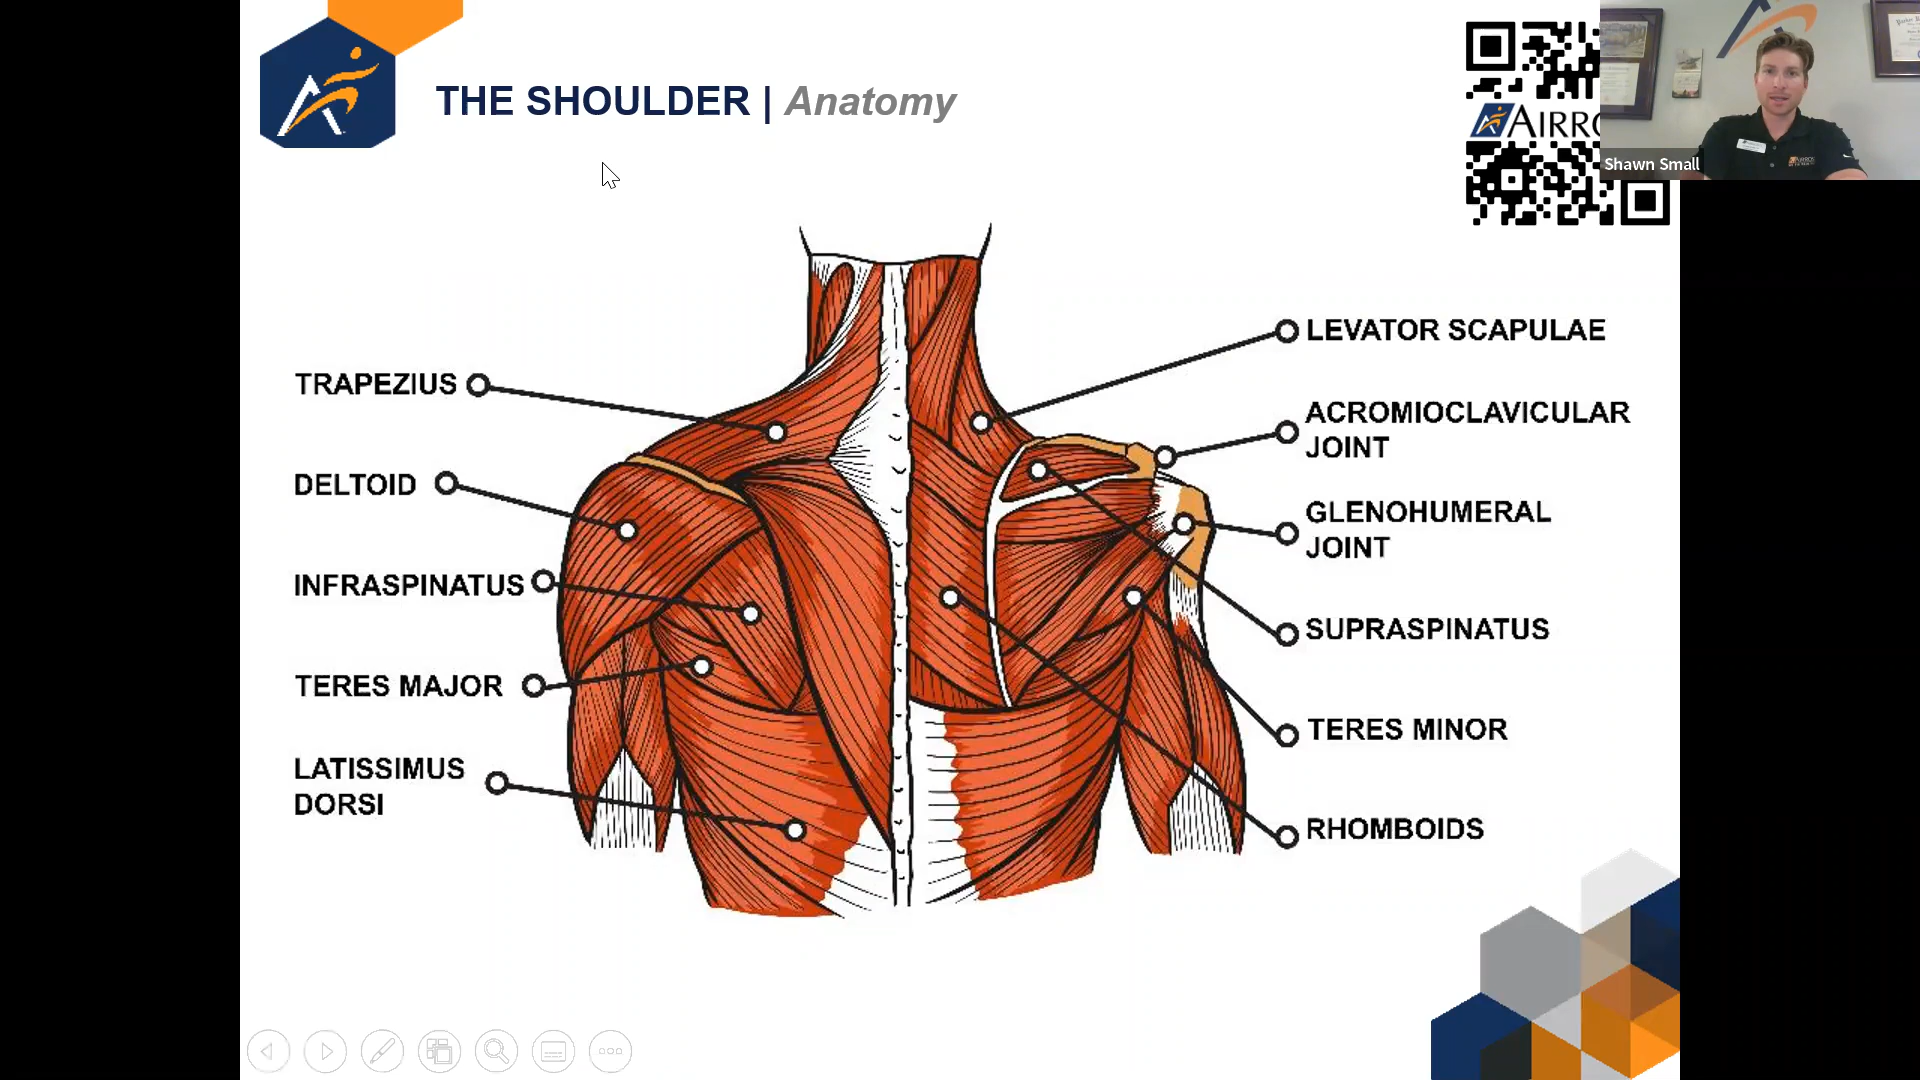 THE SHOULDER | Anatomy
AIRRO
Shawn Small
TRAPEZIUS
DELTOID
INFRASPINATUS
TERES MAJOR
LATISSIMUS
DORSI
LEVATOR SCAPULAE
ACROMIOCLAVICULAR
JOINT
GLENOHUMERAL
JOINT
SUPRASPINATUS
TERES MINOR
RHOMBOIDS